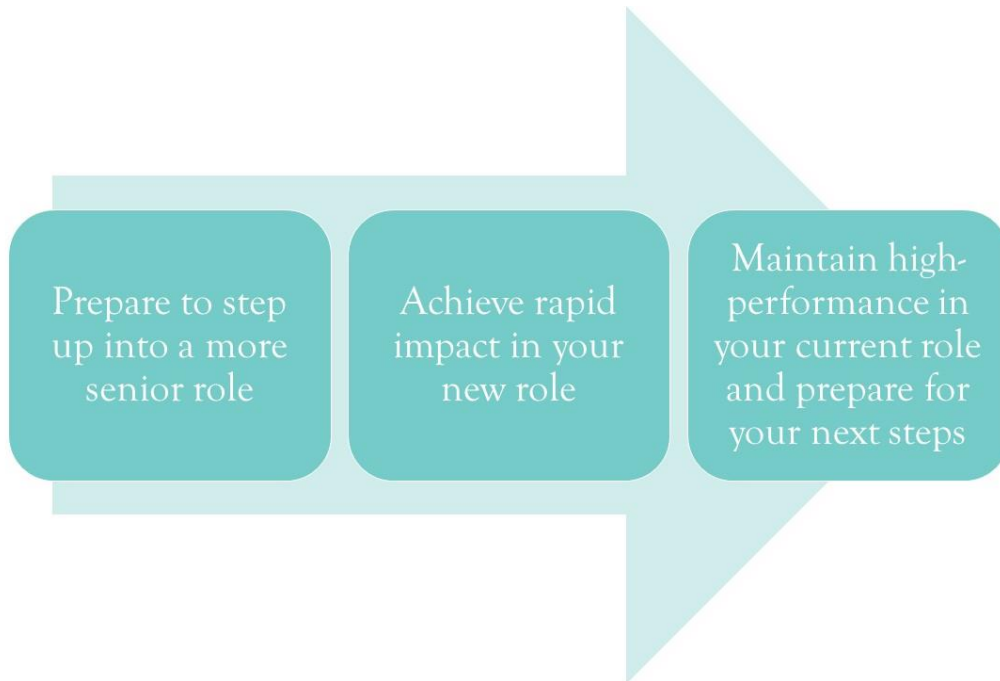 Prepare to step
up into a more
senior role
Achieve rapid
impact in your
new role
Maintain high-
performance in
your current role
and prepare for
your next steps